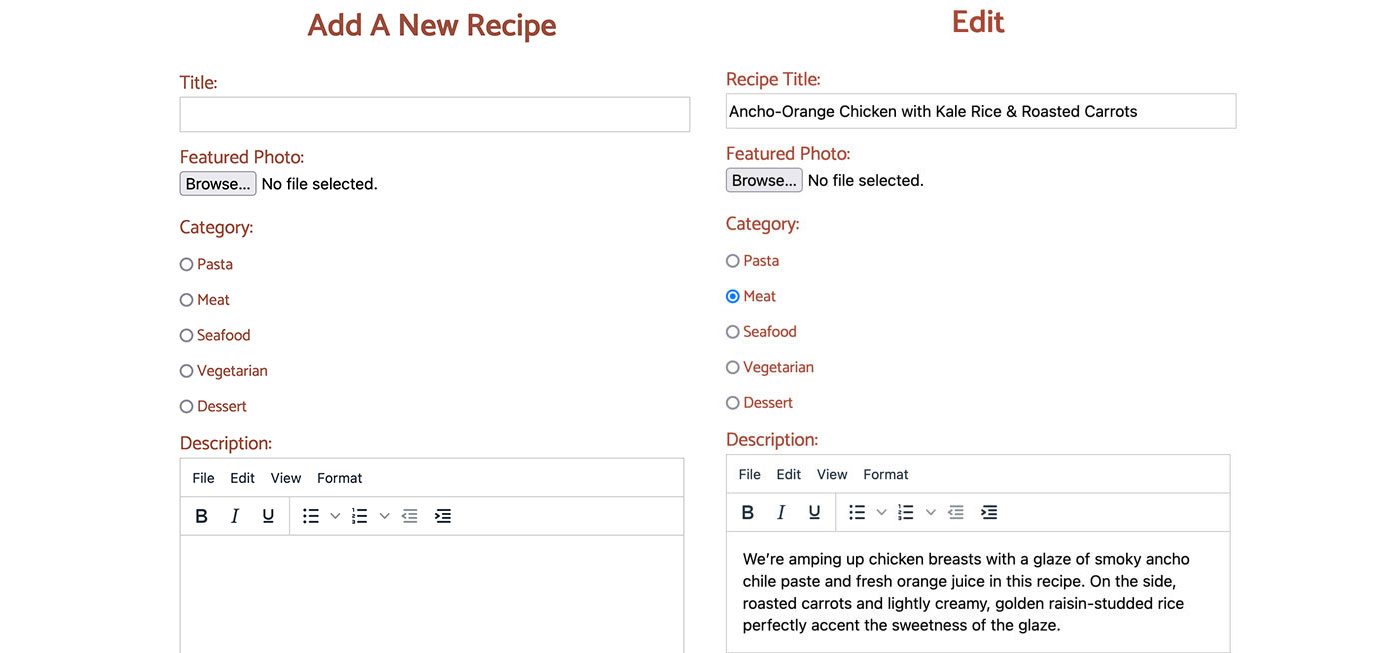 Add A New Recipe
Title:
Featured Photo:
Browse... No file selected.
Category:
Pasta
Meat
Seafood
Vegetarian
Dessert
Description:
File Edit View Format
B I U
Edit
Recipe Title:
Ancho-Orange Chicken with Kale Rice & Roasted Carrots
Featured Photo:
Browse... No file selected.
Category:
Pasta
Meat
Seafood
Vegetarian
Dessert
Description:
File Edit View Format
B I U
We're amping up chicken breasts with a glaze of smoky ancho
chile paste and fresh orange juice in this recipe. On the side,
roasted carrots and lightly creamy, golden raisin-studded rice
perfectly accent the sweetness of the glaze.